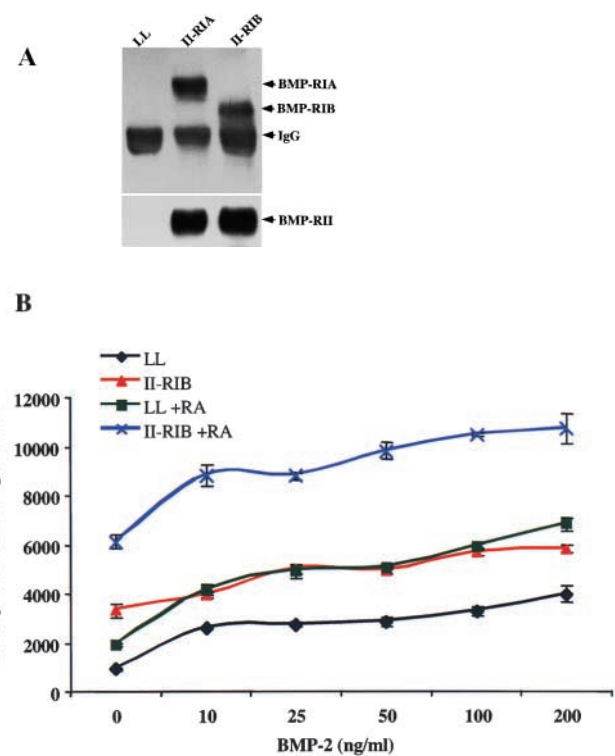 A
LL
II-RIA
II-RIB
BMP-RIA
BMP-RIB
IgG
BMP-RII
B
LL
II-RIB
LL +RA
II-RIB +RA
12000
10000
8000
6000
4000
2000
0
0 10 25 50 100 200
BMP-2 (ng/ml)